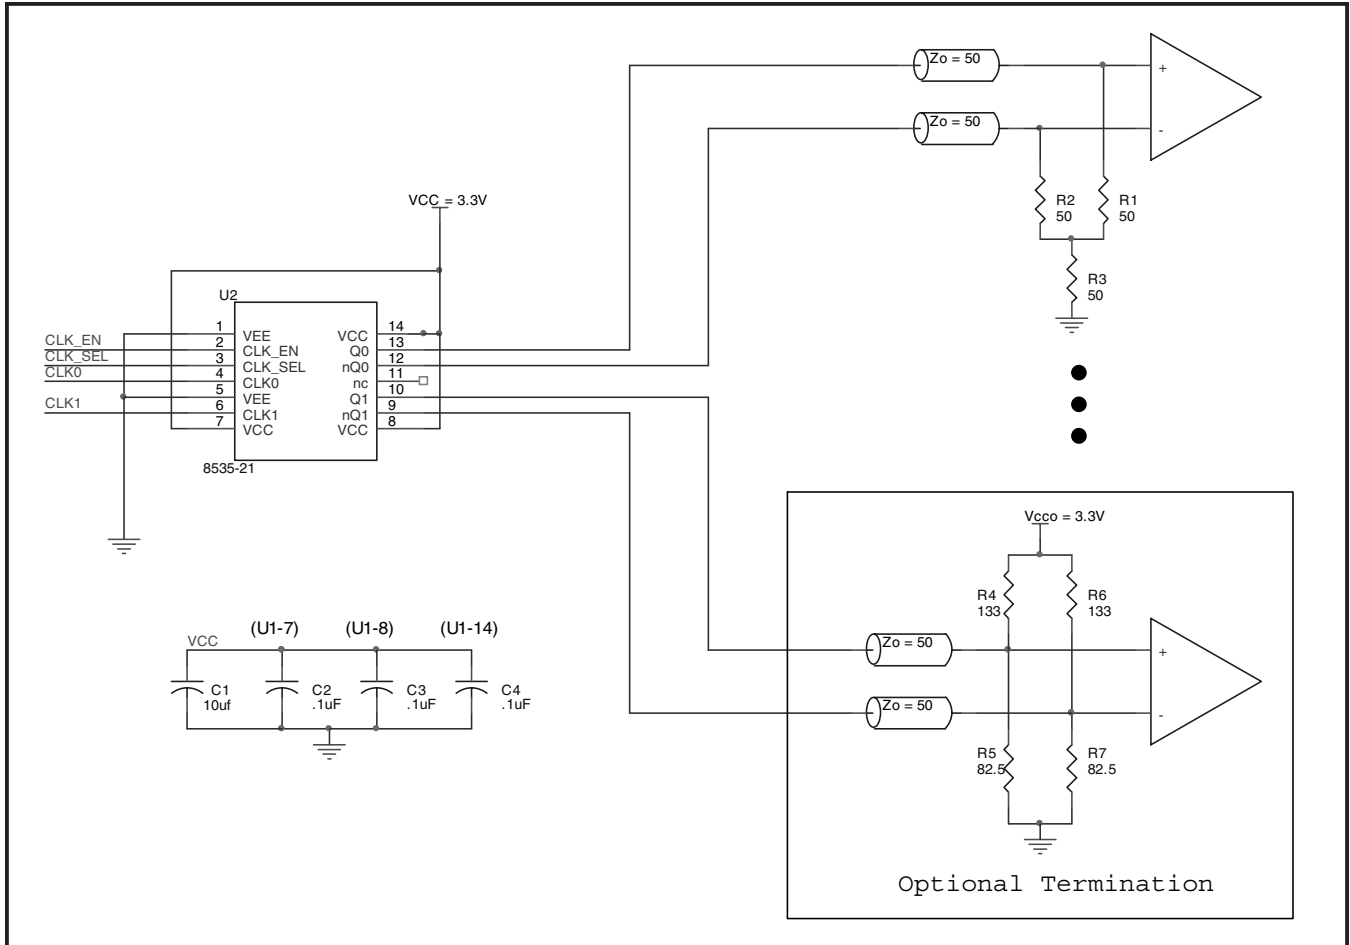 Zo = 50
+
Zo = 50
-
R2
50
R1
50
R3
50
VCC = 3.3V
U2
CLK_EN
CLK_SEL
CLK0
CLK1
1
2
3
4
5
6
7
VEE
CLK_EN
CLK_SEL
CLK0
VEE
CLK1
VCC
VCC
Q0
nQ0
nc
Q1
nQ1
VCC
14
13
12
11
10
9
8
8535-21
VCC
(U1-7)
(U1-8)
(U1-14)
C1
10uf
C2
.1uF
C3
.1uF
C4
.1uF
Vcco = 3.3V
R4
133
R6
133
Zo = 50
+
Zo = 50
-
R5
82.5
R7
82.5
Optional Termination